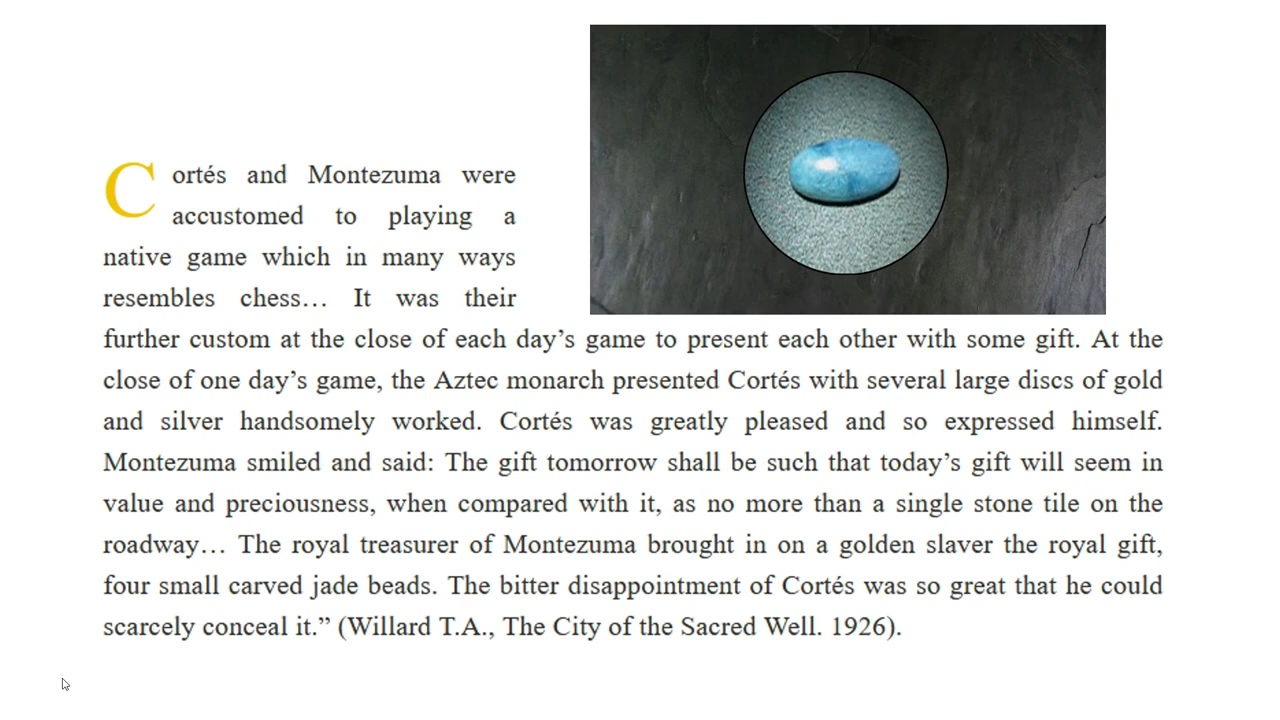 Cortés and Montezuma were
accustomed to playing a
native game which in many ways
resembles chess… It was their
further custom at the close of each day’s game to present each other with some gift. At the
close of one day’s game, the Aztec monarch presented Cortés with several large discs of gold
and silver handsomely worked. Cortés was greatly pleased and so expressed himself.
Montezuma smiled and said: The gift tomorrow shall be such that today’s gift will seem in
value and preciousness, when compared with it, as no more than a single stone tile on the
roadway… The royal treasurer of Montezuma brought in on a golden slaver the royal gift,
four small carved jade beads. The bitter disappointment of Cortés was so great that he could
scarcely conceal it.” (Willard T.A., The City of the Sacred Well. 1926).